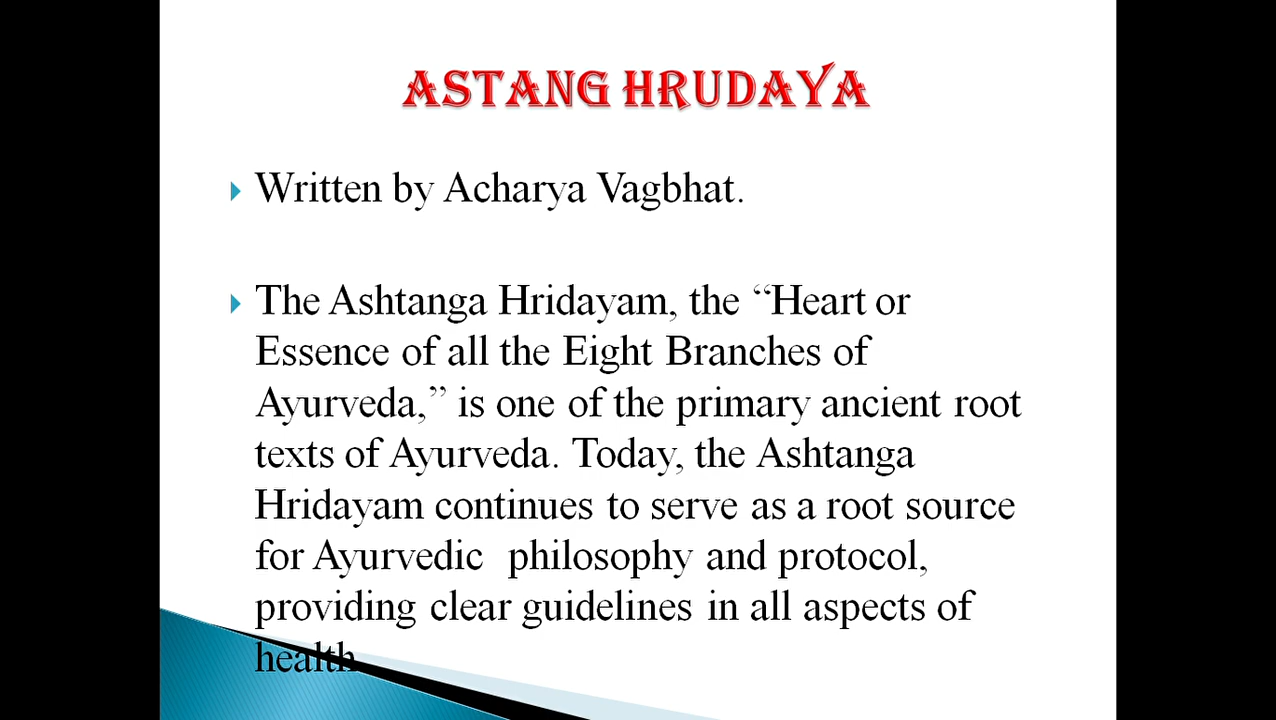 ASTANG HRUDAYA
Written by Acharya Vagbhat.
The Ashtanga Hridayam, the “Heart or
Essence of all the Eight Branches of
Ayurveda,” is one of the primary ancient root
texts of Ayurveda. Today, the Ashtanga
Hridayam continues to serve as a root source
for Ayurvedic philosophy and protocol,
providing clear guidelines in all aspects of
health